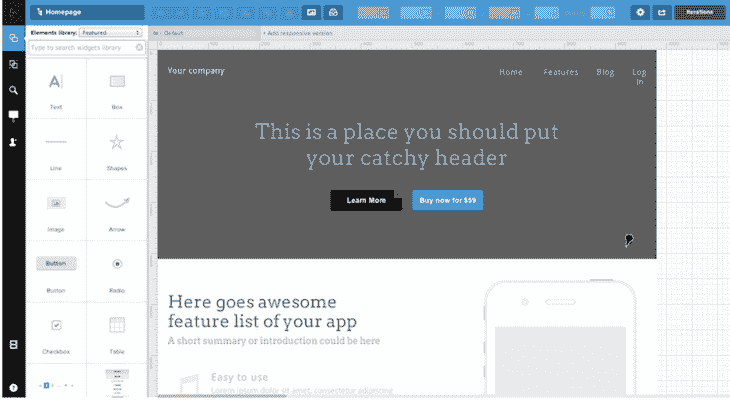 Homepage
Iterations
Elements library: Featured
Default
+ Add responsive version
Type to search widgets library
Text
Box
Line
Shapes
Image
Arrow
Button
Button
Radio
Checkbox
Table
Your company
Home Features Blog Log
in
This is a place you should put
your catchy header
Learn More
Buy now for $59
Here goes awesome
feature list of your app
A short summary or introduction could be here
Easy to use
Lorem ipsum dolor sit amet, consectetur adipiscing